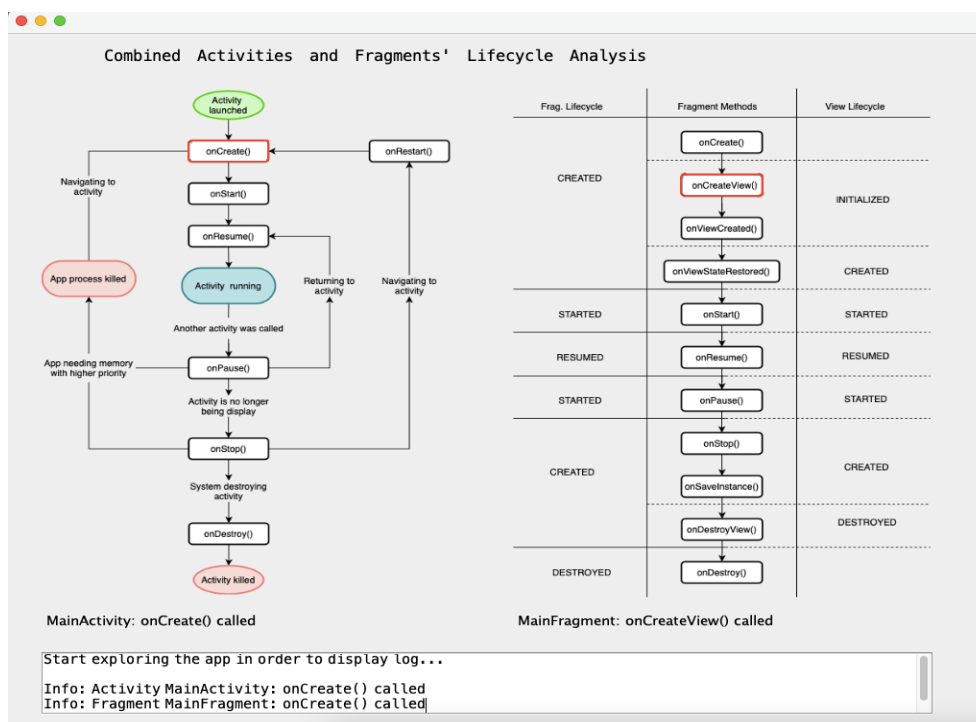 Combined Activities and Fragments' Lifecycle Analysis
Activity
launched
onCreate()
onRestart()
Navigating to
activity
onStart()
onResume()
App process killed
Activity running
Returning to
activity
Navigating to
activity
Another activity was called
App needing memory
with higher priority
onPause()
Activity is no longer
being display
onStop()
System destroying
activity
onDestroy()
Activity killed
MainActivity: onCreate() called
Frag. Lifecycle
Fragment Methods
View Lifecycle
onCreate()
CREATED
onCreateView()
INITIALIZED
onViewCreated()
onViewStateRestored()
CREATED
STARTED
onStart()
STARTED
RESUMED
onResume()
RESUMED
STARTED
onPause()
STARTED
onStop()
CREATED
CREATED
onSaveInstance()
onDestroyView()
DESTROYED
DESTROYED
onDestroy()
MainFragment: onCreateView() called
Start exploring the app in order to display log...
Info: Activity MainActivity: onCreate() called
Info: Fragment MainFragment: onCreate() called